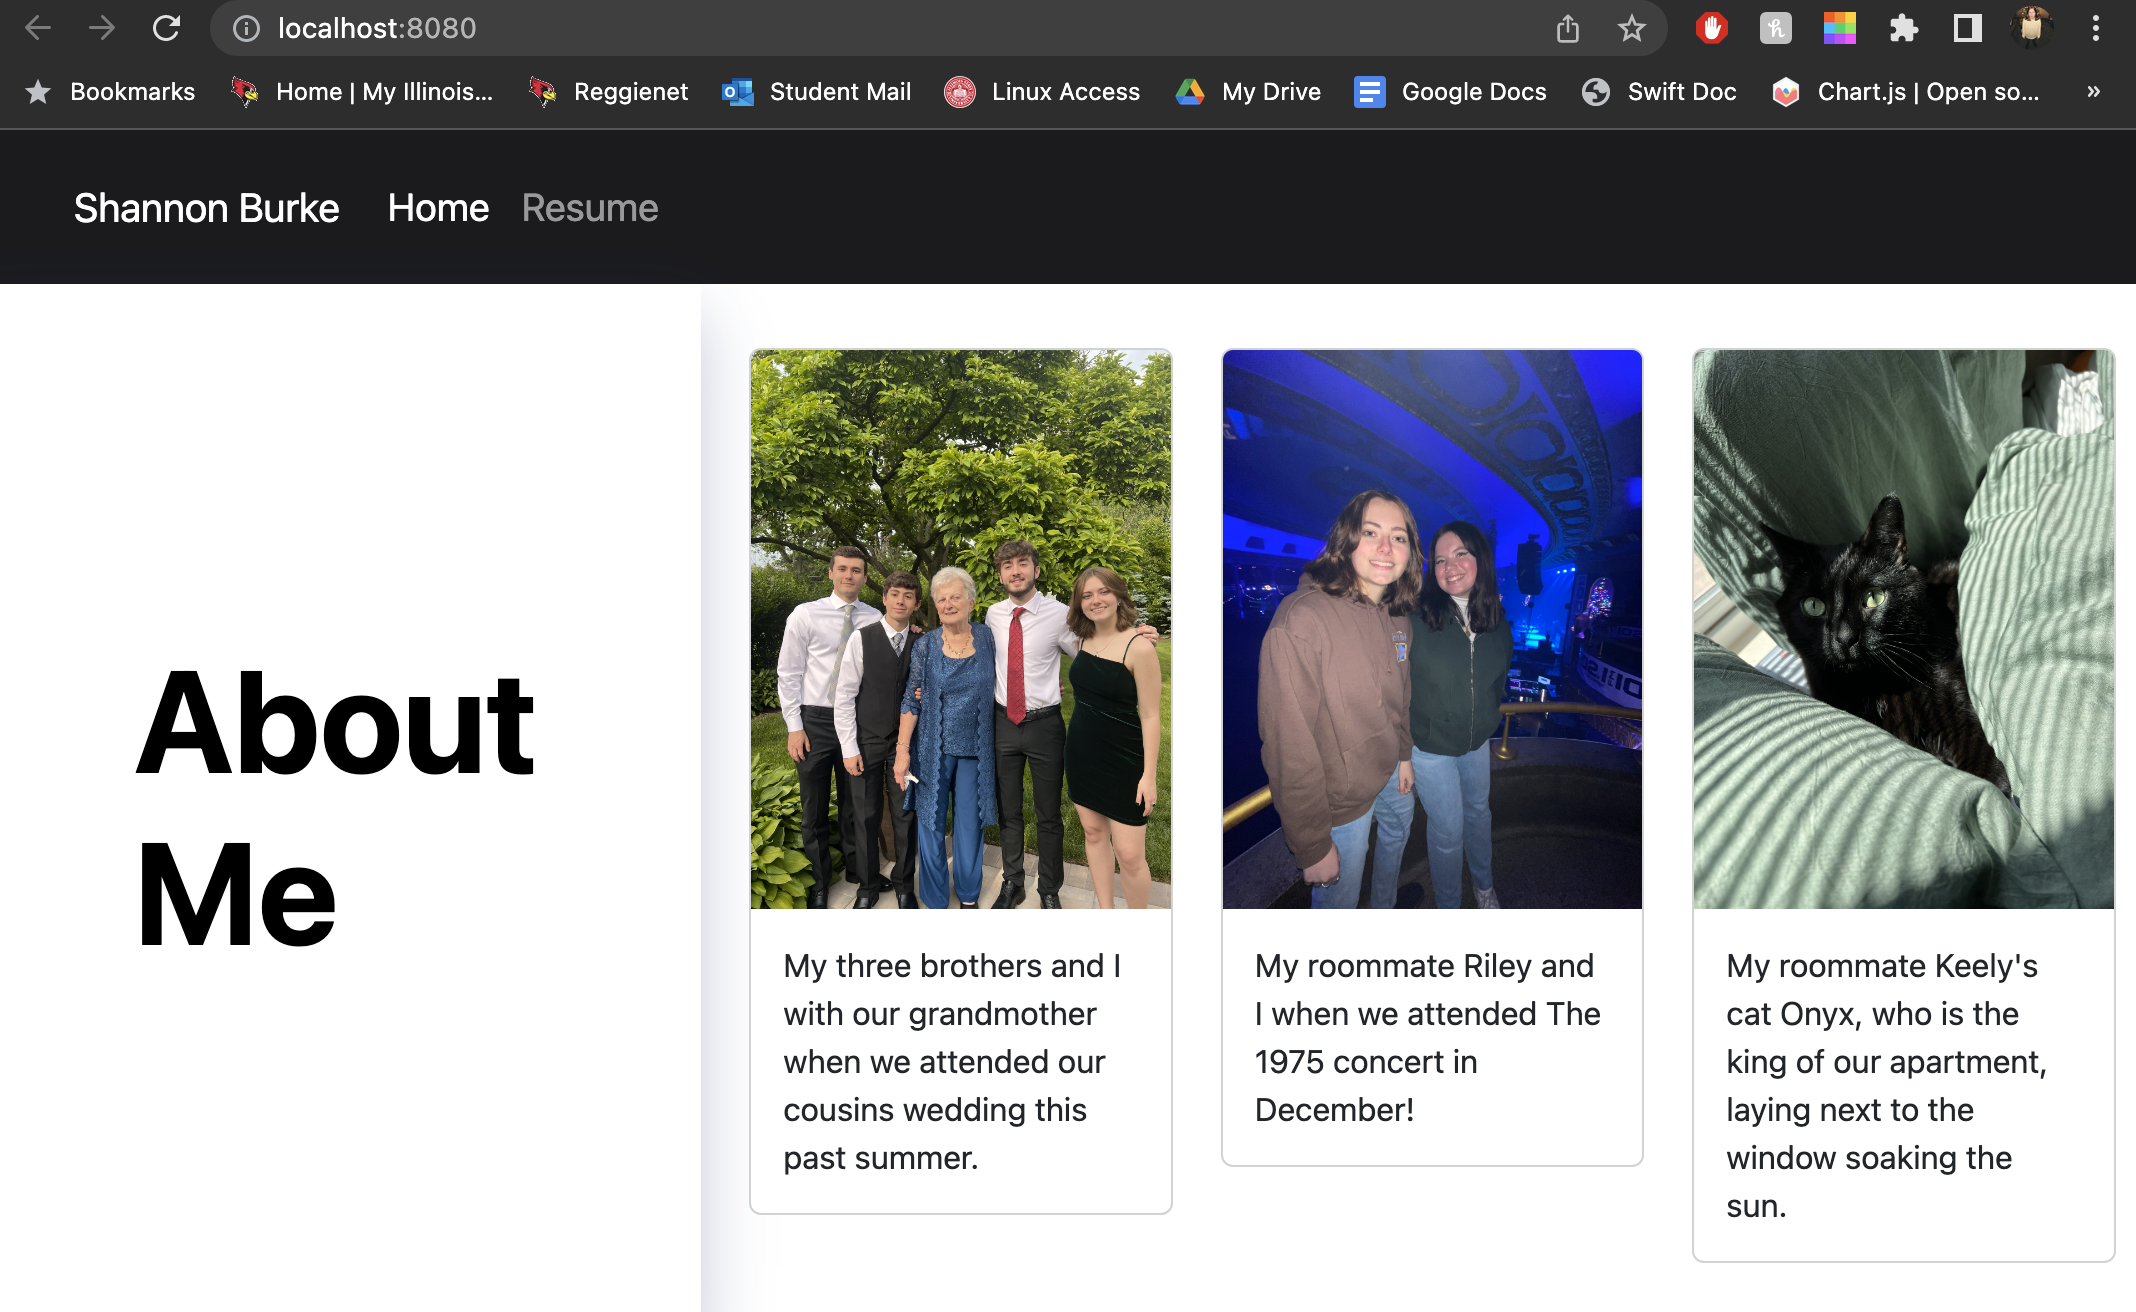 localhost:8080
Bookmarks Home | My Illinois... Reggienet Student Mail Linux Access My Drive Google Docs Swift Doc Chart.js | Open so... »
Shannon Burke Home Resume
About
Me
My three brothers and I
with our grandmother
when we attended our
cousins wedding this
past summer.
My roommate Riley and
I when we attended The
1975 concert in
December!
My roommate Keely's
cat Onyx, who is the
king of our apartment,
laying next to the
window soaking the
sun.